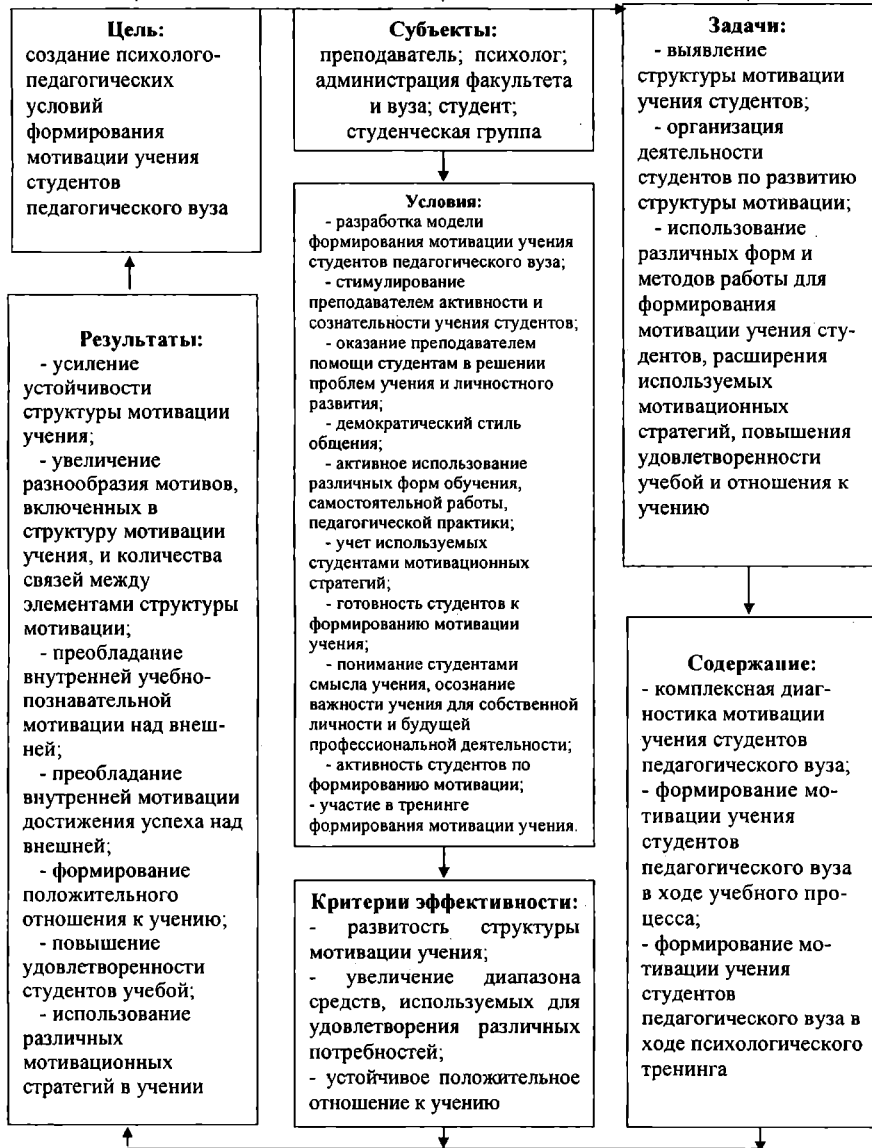 Цель:
создание психолого-
педагогических
условий
формирования
мотивации учения
студентов
педагогического вуза
Субъекты:
преподаватель; психолог;
администрация факультета
и вуза; студент;
студенческая группа
Задачи:
- выявление
структуры мотивации
учения студентов;
- организация
деятельности
студентов по развитию
структуры мотивации;
- использование
различных форм и
методов работы для
формирования
мотивации учения сту-
дентов, расширения
используемых
мотивационных
стратегий, повышения
удовлетворенности
учебой и отношения к
учению
Условия:
- разработка модели
формирования мотивации учения
студентов педагогического вуза;
- стимулирование
преподавателем активности и
сознательности учения студентов;
- оказание преподавателем
помощи студентам в решении
проблем учения и личностного
развития;
- демократический стиль
общения;
- активное использование
различных форм обучения,
самостоятельной работы,
педагогической практики;
- учет используемых
студентами мотивационных
стратегий;
- готовность студентов к
формированию мотивации
учения;
- понимание студентами
смысла учения, осознание
важности учения для собственной
личности и будущей
профессиональной деятельности;
- активность студентов по
формированию мотивации;
- участие в тренинге
формирования мотивации учения.
Результаты:
- усиление
устойчивости
структуры мотивации
учения;
- увеличение
разнообразия мотивов,
включенных в
структуру мотивации
учения, и количества
связей между
элементами структуры
мотивации;
- преобладание
внутренней учебно-
познавательной
мотивации над внеш-
ней;
- преобладание
внутренней мотивации
достижения успеха над
внешней;
- формирование
положительного
отношения к учению;
- повышение
удовлетворенности
студентов учебой;
- использование
различных
мотивационных
стратегий в учении
Критерии эффективности:
- развитость структуры
мотивации учения;
- увеличение диапазона
средств, используемых для
удовлетворения различных
потребностей;
- устойчивое положительное
отношение к учению
Содержание:
- комплексная диаг-
ностика мотивации
учения студентов
педагогического вуза;
- формирование мо-
тивации учения
студентов
педагогического вуза
в ходе учебного про-
цесса;
- формирование мо-
тивации учения
студентов
педагогического вуза в
ходе психологического
тренинга